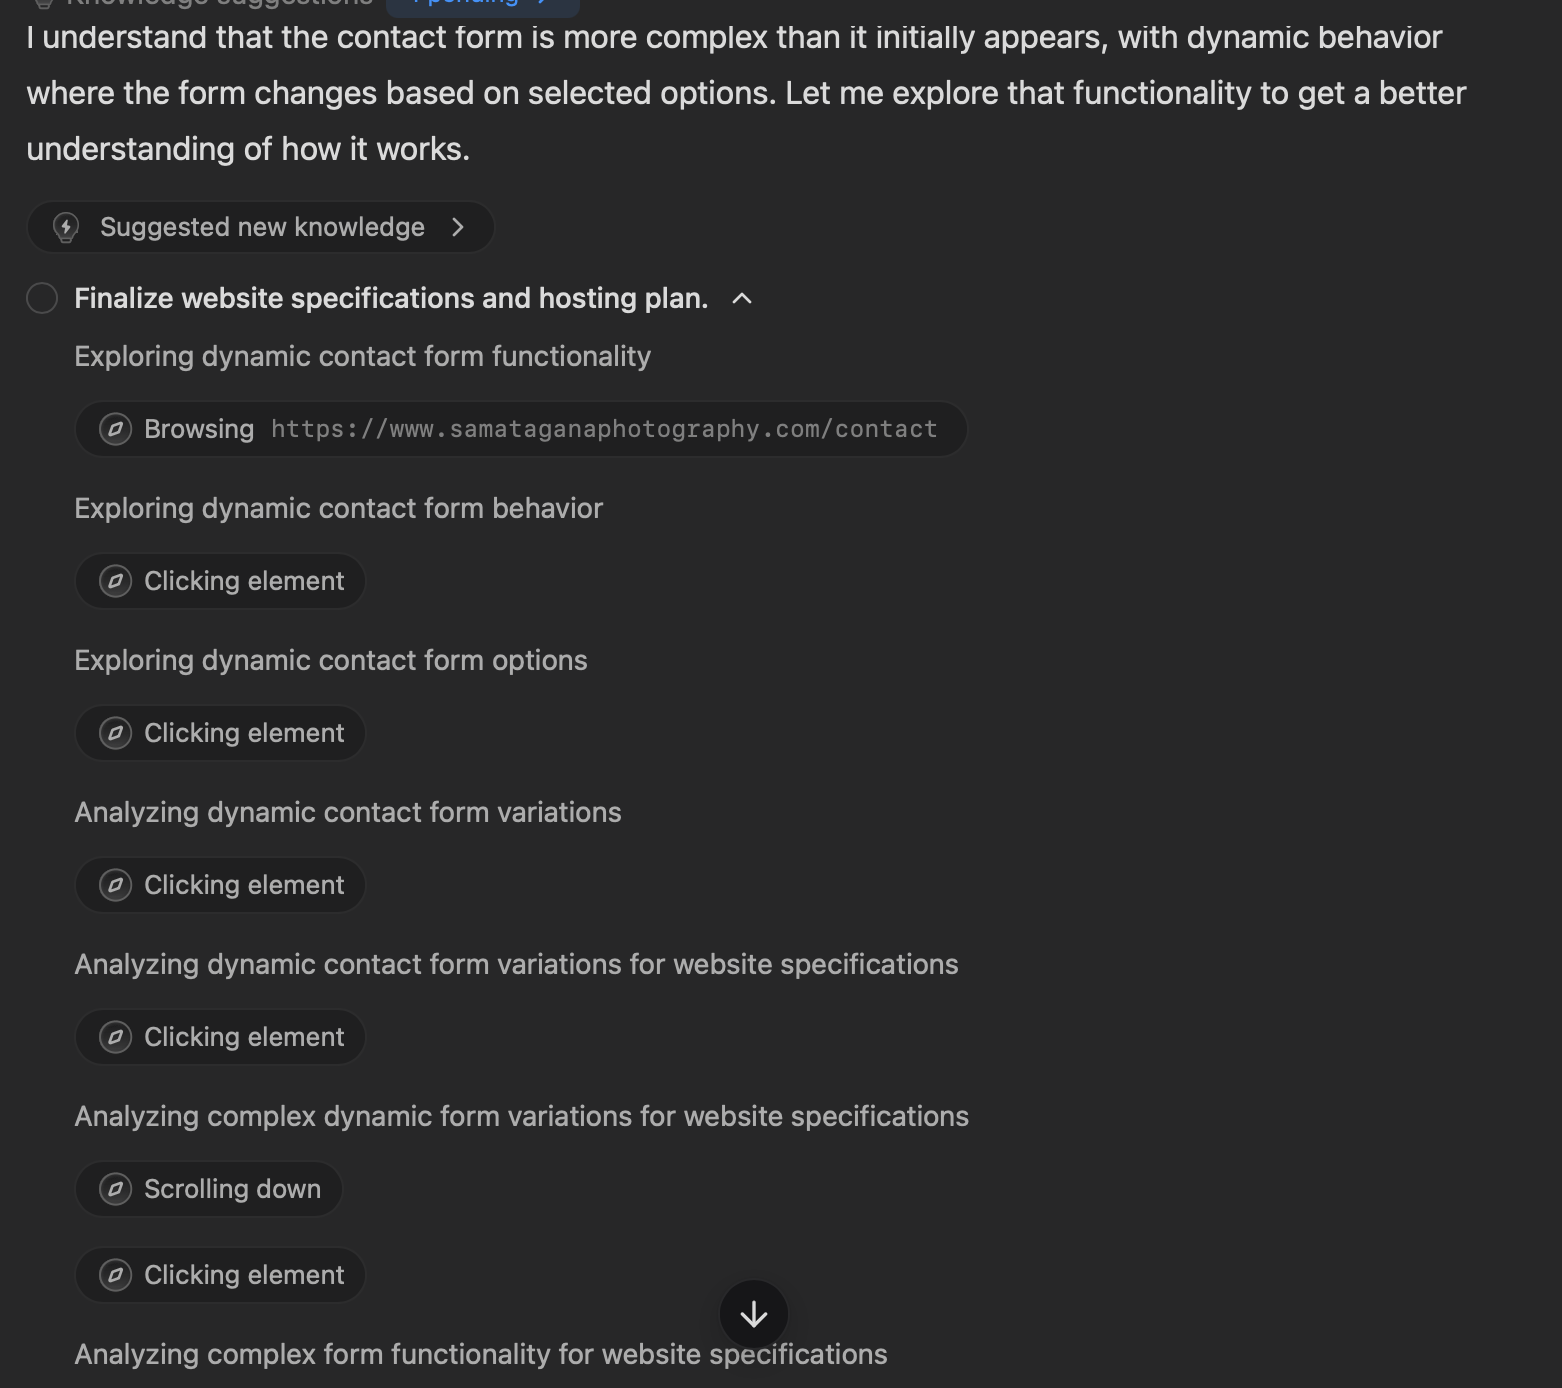 Knowledge suggestions
pending
I understand that the contact form is more complex than it initially appears, with dynamic behavior
where the form changes based on selected options. Let me explore that functionality to get a better
understanding of how it works.
Suggested new knowledge
Finalize website specifications and hosting plan.
Exploring dynamic contact form functionality
Browsing https://www.samataganaphotography.com/contact
Exploring dynamic contact form behavior
Clicking element
Exploring dynamic contact form options
Clicking element
Analyzing dynamic contact form variations
Clicking element
Analyzing dynamic contact form variations for website specifications
Clicking element
Analyzing complex dynamic form variations for website specifications
Scrolling down
Clicking element
Analyzing complex form functionality for website specifications